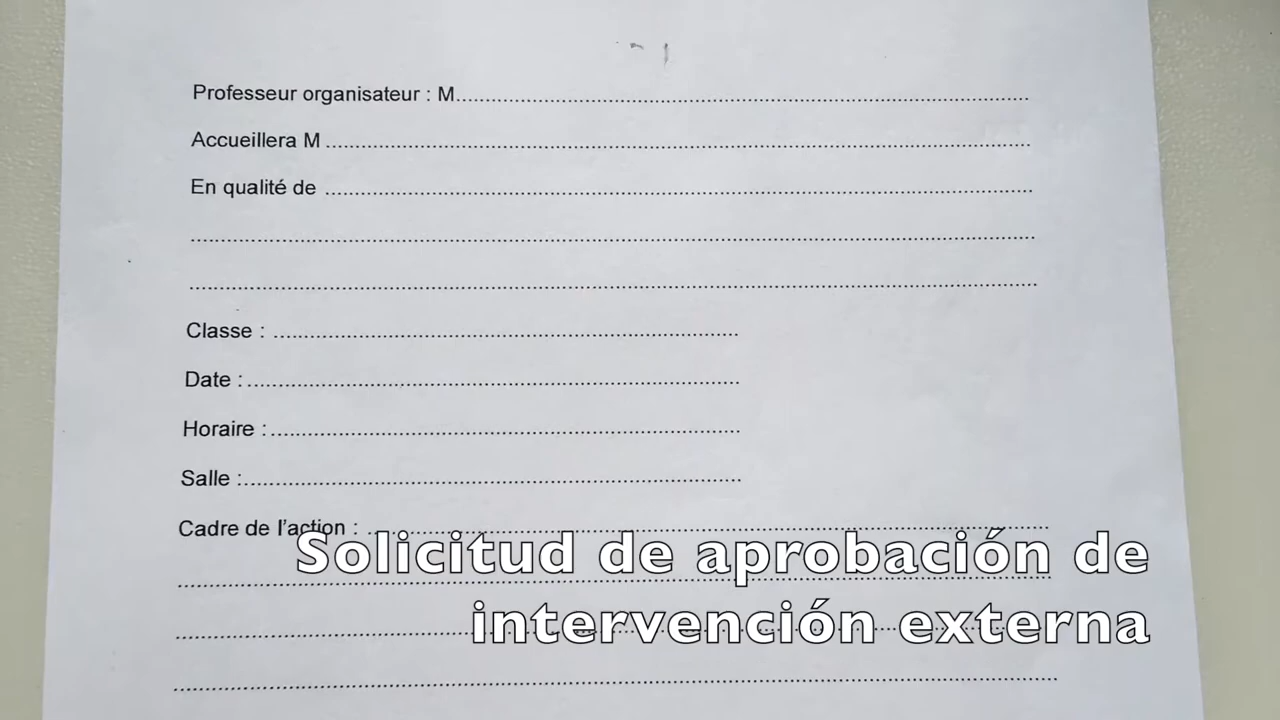 Professeur organisateur : M
Accueillera M
En qualité de
Classe :
Date :
Horaire :
Salle :
Cadre de l'action :
Solicitud de aprobación de
intervención externa